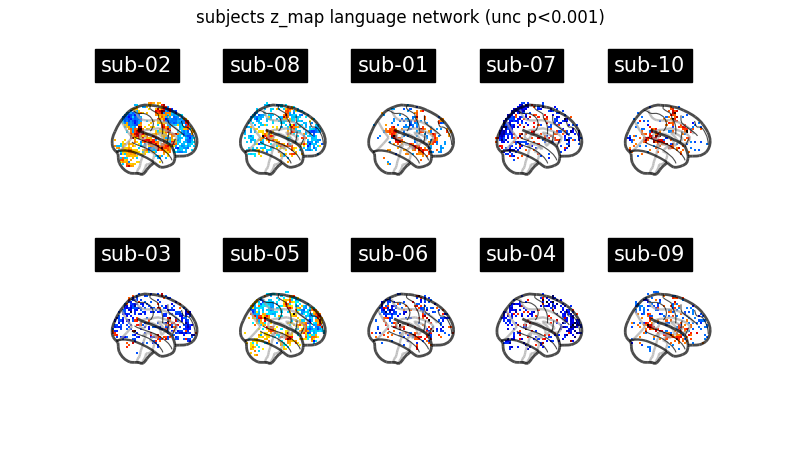 subjects z_map language network (unc p<0.001)
sub-02
sub-08
sub-01
sub-07
sub-10
sub-03
sub-05
sub-06
sub-04
sub-09